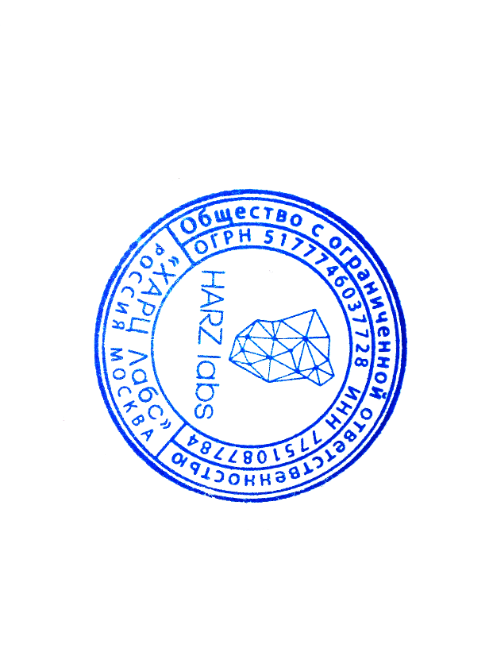 Общество с ограниченной ответственностью
ОГРН 5177746037728 ИНН 7751087784
«ХАРЦ Лабс»
РОССИЯ МОСКВА
HARZ labs